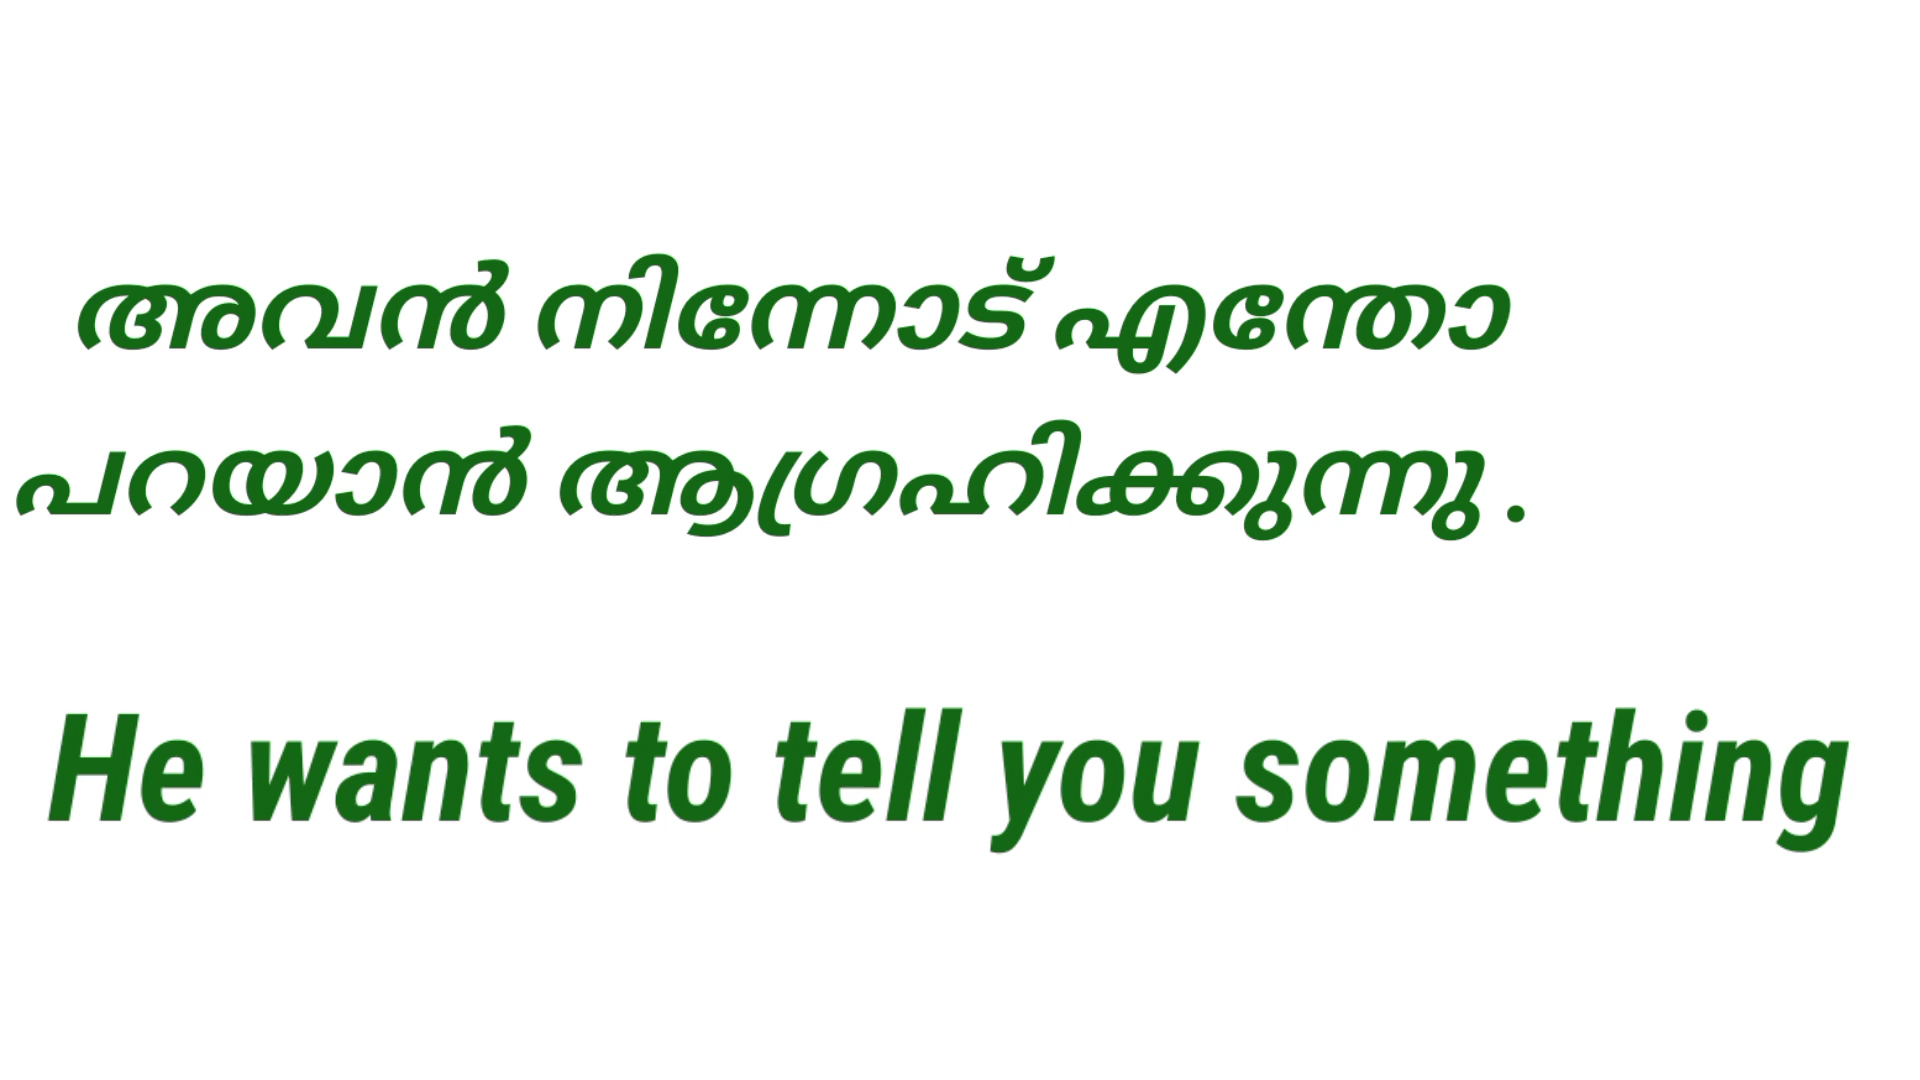 അവൻ നിന്നോട് എന്തോ
പറയാൻ ആഗ്രഹിക്കുന്നു .
He wants to tell you something